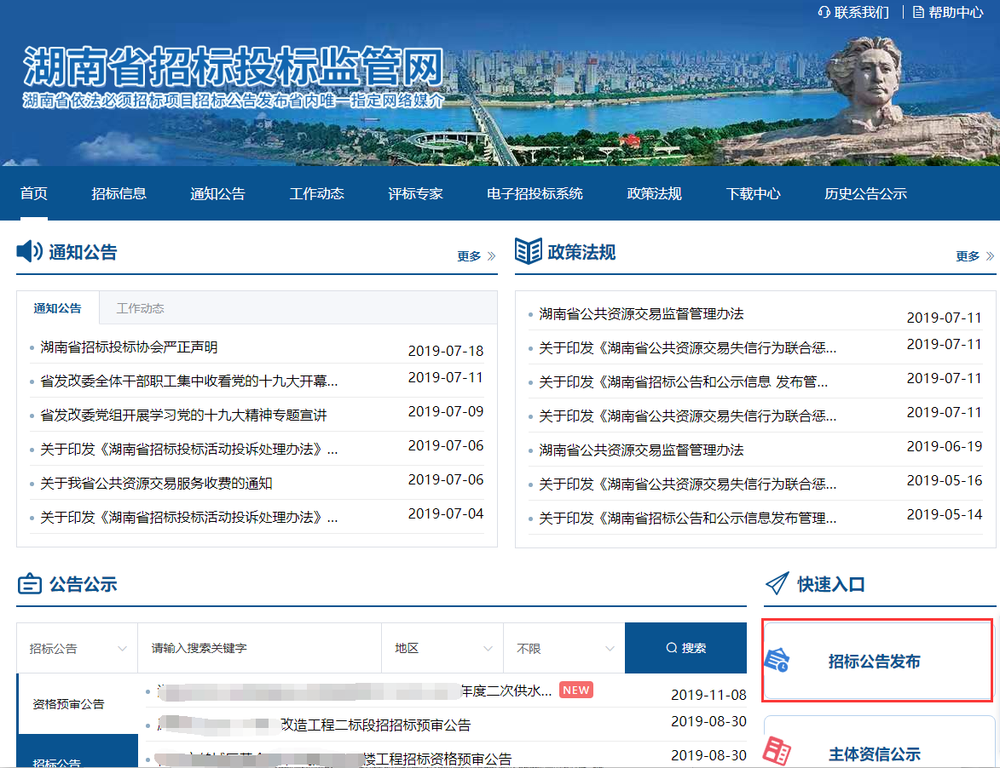 联系我们 帮助中心
湖南省招标投标监管网
湖南省依法必须招标项目招标公告发布省内唯一指定网络媒介
首页 招标信息 通知公告 工作动态 评标专家 电子招投标系统 政策法规 下载中心 历史公告公示
通知公告 更多
通知公告 工作动态
湖南省招标投标协会严正声明 2019-07-18
省发改委全体干部职工集中收看党的十九大开幕... 2019-07-11
省发改委党组开展学习党的十九大精神专题宣讲 2019-07-09
关于印发《湖南省招标投标活动投诉处理办法》... 2019-07-06
关于我省公共资源交易服务收费的通知 2019-07-06
关于印发《湖南省招标投标活动投诉处理办法》... 2019-07-04
政策法规 更多
湖南省公共资源交易监督管理办法 2019-07-11
关于印发《湖南省公共资源交易失信行为联合惩... 2019-07-11
关于印发《湖南省招标公告和公示信息 发布管... 2019-07-11
关于印发《湖南省公共资源交易失信行为联合惩... 2019-07-11
湖南省公共资源交易监督管理办法 2019-06-19
关于印发《湖南省公共资源交易失信行为联合惩... 2019-05-16
关于印发《湖南省招标公告和公示信息发布管理... 2019-05-14
公告公示
招标公告 请输入搜索关键字 地区 不限 搜索
资格预审公告
招标公告
年度二次供水... NEW 2019-11-08
改造工程二标段招招标预审公告 2019-08-30
楼工程招标资格预审公告 2019-08-30
快速入口
招标公告发布
主体资信公示